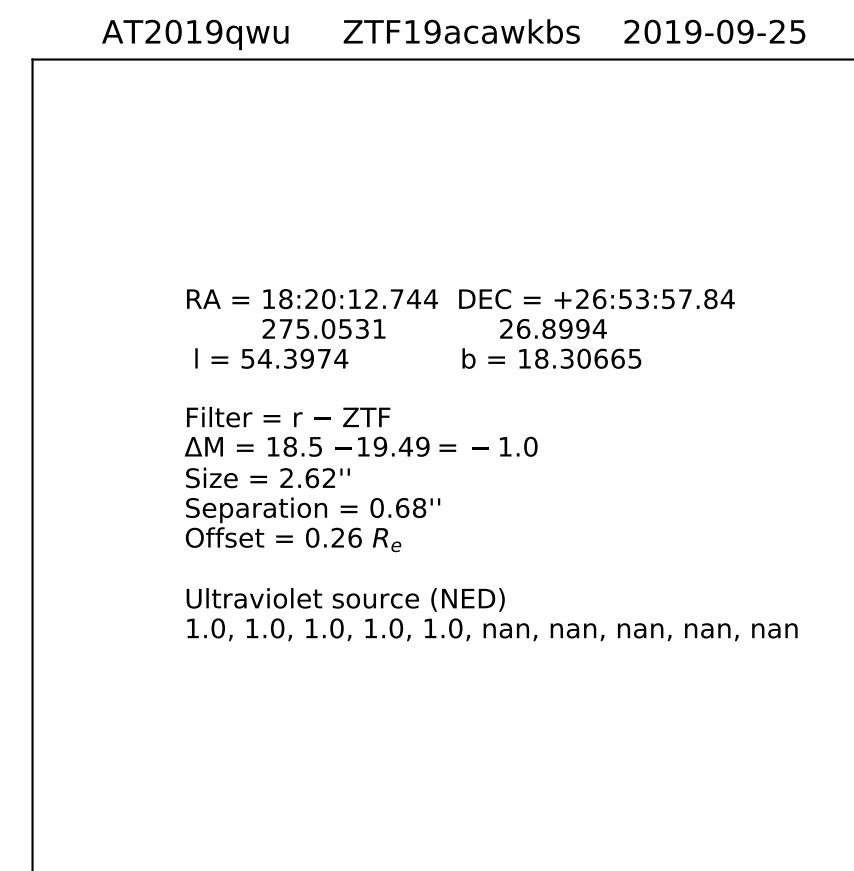 AT2019qwu ZTF19acawkbs 2019-09-25
RA = 18:20:12.744 DEC = +26:53:57.84
275.0531 26.8994
l = 54.3974 b = 18.30665
Filter = r − ZTF
ΔM = 18.5 −19.49 = − 1.0
Size = 2.62''
Separation = 0.68''
Offset = 0.26 Re
Ultraviolet source (NED)
1.0, 1.0, 1.0, 1.0, 1.0, nan, nan, nan, nan, nan